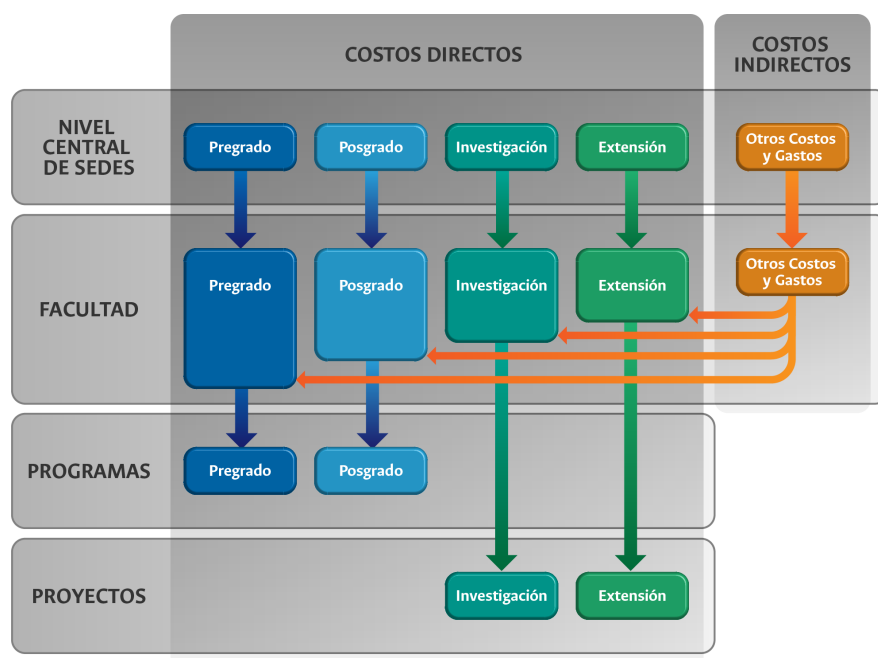 COSTOS DIRECTOS
COSTOS
INDIRECTOS
NIVEL
CENTRAL
DE SEDES
Pregrado
Posgrado
Investigación
Extensión
Otros Costos
y Gastos
FACULTAD
Pregrado
Posgrado
Investigación
Extensión
Otros Costos
y Gastos
PROGRAMAS
Pregrado
Posgrado
PROYECTOS
Investigación
Extensión